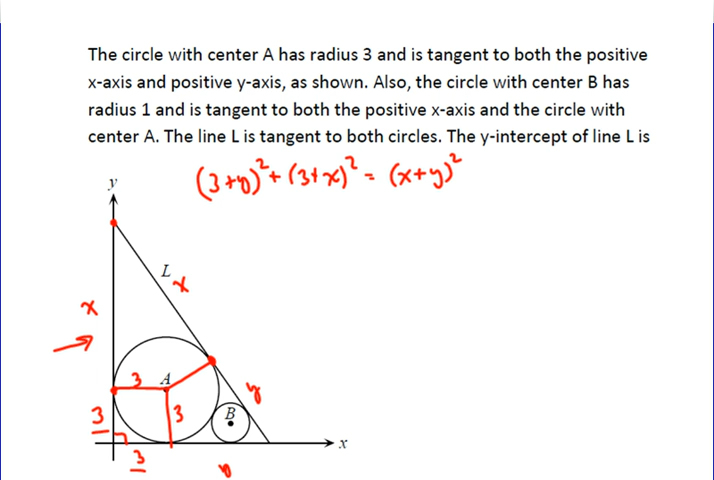 The circle with center A has radius 3 and is tangent to both the positive
x-axis and positive y-axis, as shown. Also, the circle with center B has
radius 1 and is tangent to both the positive x-axis and the circle with
center A. The line L is tangent to both circles. The y-intercept of line L is
(3+y)²+(3+x)²=(x+y)²
y
L
x
x
3
A
y
3
3
B
x
3
y